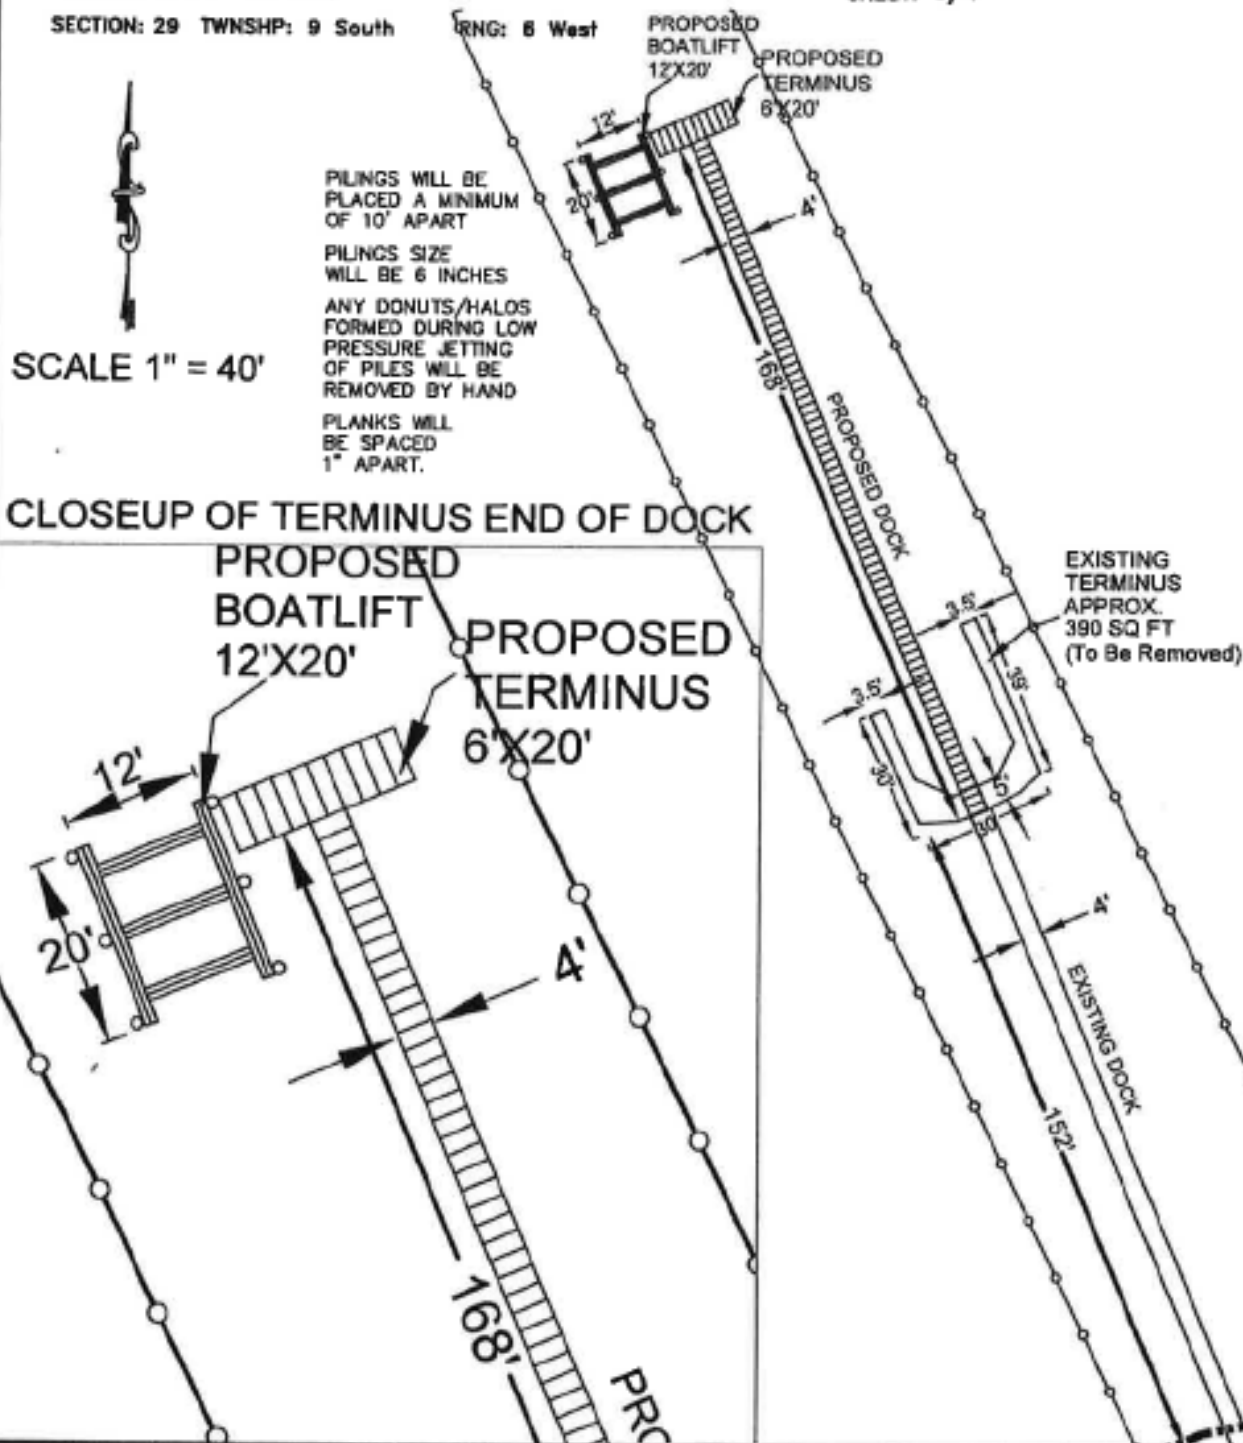 SECTION: 29 TWNSHP: 9 South RNG: 6 West
PROPOSED
BOATLIFT
12'X20'
PROPOSED
TERMINUS
6'X20'
12'
20'
4'
PILINGS WILL BE
PLACED A MINIMUM
OF 10' APART
PILINGS SIZE
WILL BE 6 INCHES
ANY DONUTS/HALOS
FORMED DURING LOW
PRESSURE JETTING
OF PILES WILL BE
REMOVED BY HAND
PLANKS WILL
BE SPACED
1" APART.
SCALE 1" = 40'
168'
PROPOSED DOCK
EXISTING
TERMINUS
APPROX.
390 SQ FT
(To Be Removed)
3.5'
39'
3.5'
30'
5'
30'
4'
EXISTING DOCK
152'
CLOSEUP OF TERMINUS END OF DOCK
PROPOSED
BOATLIFT
12'X20'
PROPOSED
TERMINUS
6'X20'
12'
20'
4'
168'
PRO